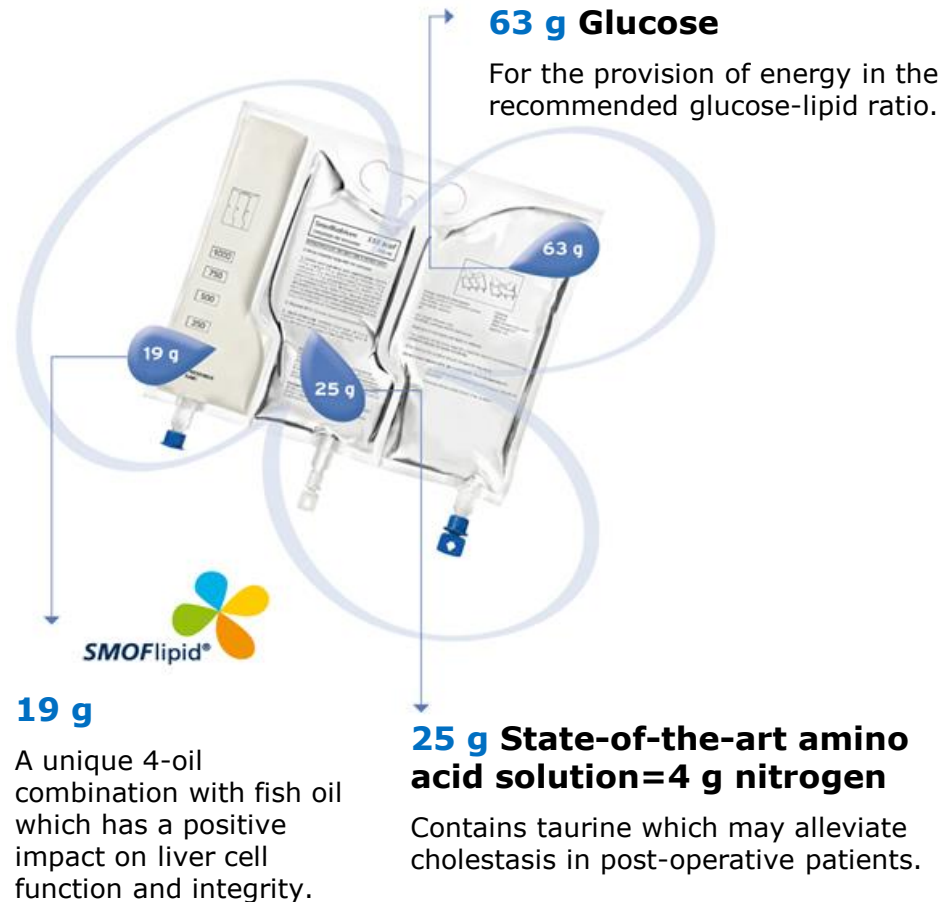 63 g Glucose
For the provision of energy in the
recommended glucose-lipid ratio.
63 g
1000
750
500
250
19 g
25 g
SMOFlipid®
19 g
A unique 4-oil
combination with fish oil
which has a positive
impact on liver cell
function and integrity.
25 g State-of-the-art amino
acid solution=4 g nitrogen
Contains taurine which may alleviate
cholestasis in post-operative patients.